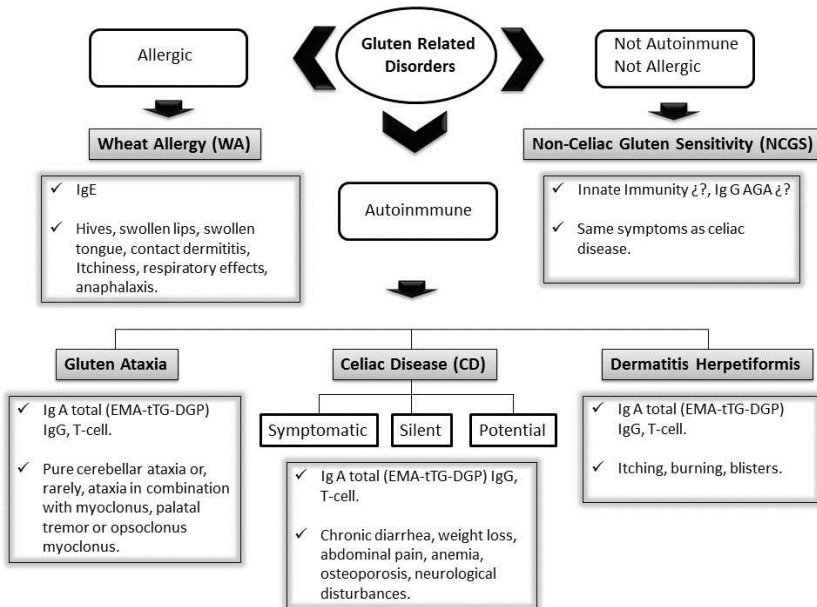 Gluten Related
Disorders
Allergic
Not Autoinmune
Not Allergic
Wheat Allergy (WA)
✓ IgE
✓ Hives, swollen lips, swollen
tongue, contact dermititis,
Itchiness, respiratory effects,
anaphalaxis.
Autoinmmune
Non-Celiac Gluten Sensitivity (NCGS)
✓ Innate Immunity ¿?, Ig G AGA ¿?
✓ Same symptoms as celiac
disease.
Gluten Ataxia
✓ Ig A total (EMA-tTG-DGP)
IgG, T-cell.
✓ Pure cerebellar ataxia or,
rarely, ataxia in combination
with myoclonus, palatal
tremor or opsoclonus
myoclonus.
Celiac Disease (CD)
Symptomatic
Silent
Potential
✓ Ig A total (EMA-tTG-DGP) IgG,
T-cell.
✓ Chronic diarrhea, weight loss,
abdominal pain, anemia,
osteoporosis, neurological
disturbances.
Dermatitis Herpetiformis
✓ Ig A total (EMA-tTG-DGP)
IgG, T-cell.
✓ Itching, burning, blisters.